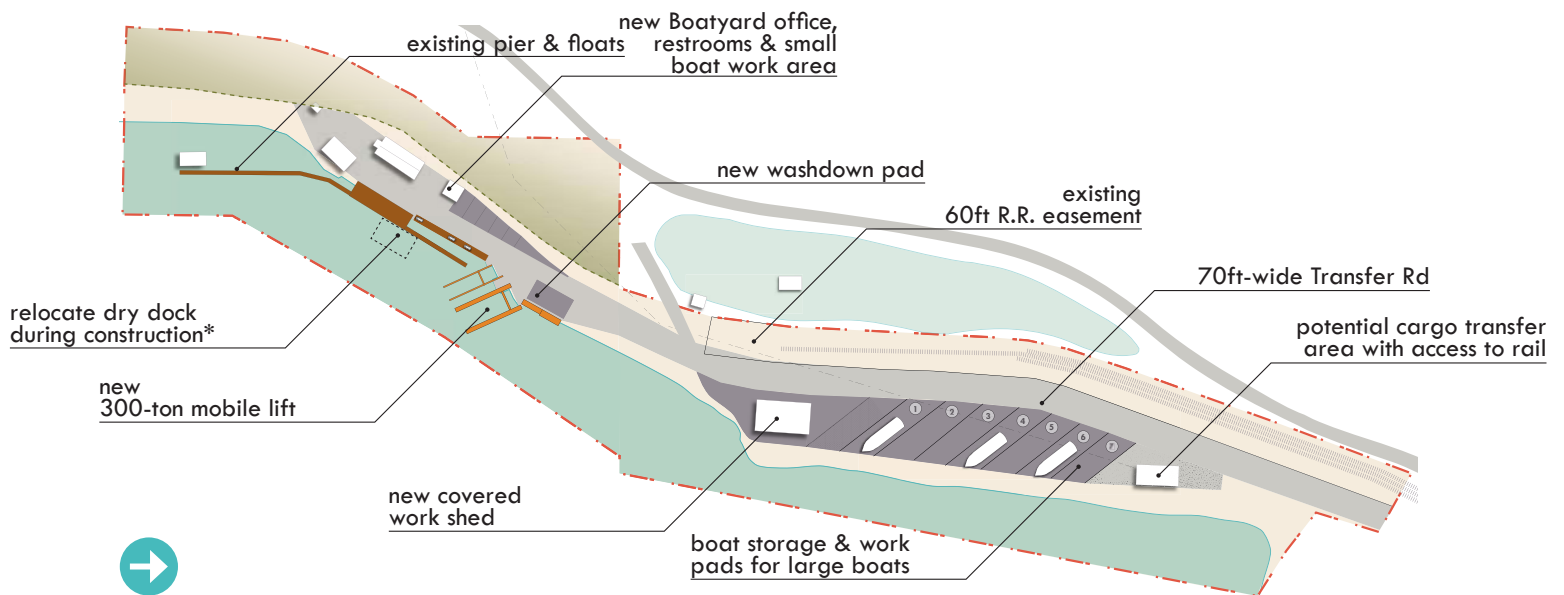 new Boatyard office,
restrooms & small
boat work area
existing pier & floats
new washdown pad
existing
60ft R.R. easement
70ft-wide Transfer Rd
potential cargo transfer
area with access to rail
relocate dry dock
during construction*
new
300-ton mobile lift
new covered
work shed
boat storage & work
pads for large boats
1
2
3
4
5
6
7